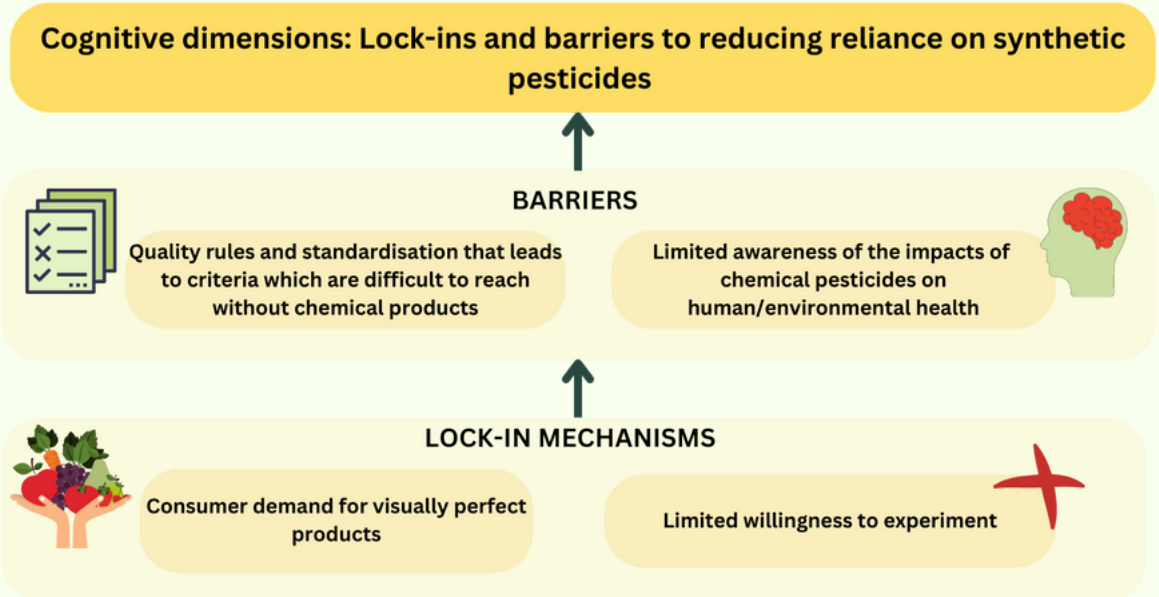 Cognitive dimensions: Lock-ins and barriers to reducing reliance on synthetic
pesticides
BARRIERS
Quality rules and standardisation that leads
to criteria which are difficult to reach
without chemical products
Limited awareness of the impacts of
chemical pesticides on
human/environmental health
LOCK-IN MECHANISMS
Consumer demand for visually perfect
products
Limited willingness to experiment